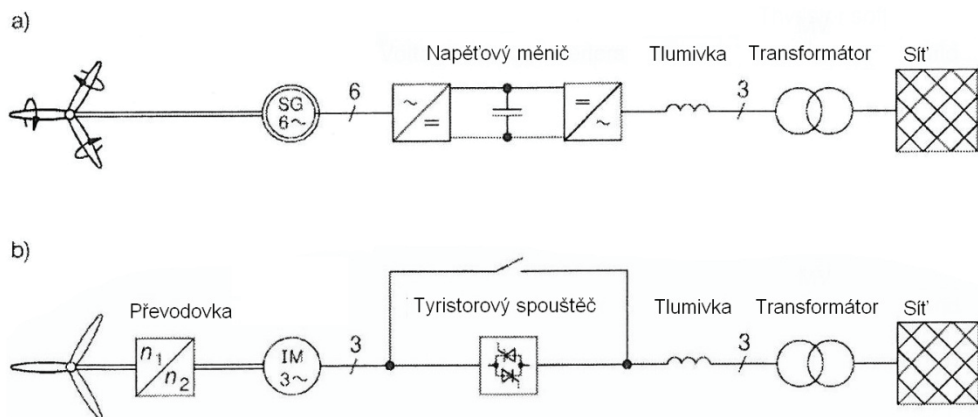 a)
Napěťový měnič
Tlumivka
Transformátor
Síť
SG
6~
6
~
=
=
~
3
b)
Převodovka
Tyristorový spouštěč
Tlumivka
Transformátor
Síť
n1
n2
IM
3~
3
3